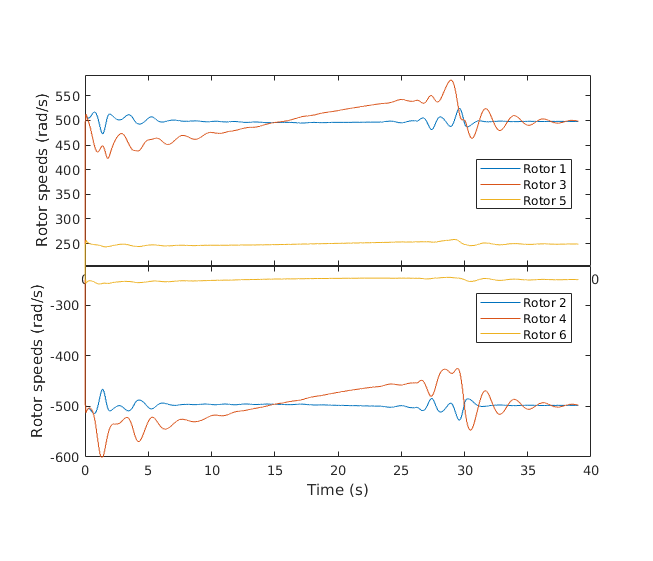 Rotor speeds (rad/s)
550
500
450
400
350
300
250
Rotor 1
Rotor 3
Rotor 5
0
0
Rotor speeds (rad/s)
-300
-400
-500
-600
Rotor 2
Rotor 4
Rotor 6
0 5 10 15 20 25 30 35 40
Time (s)